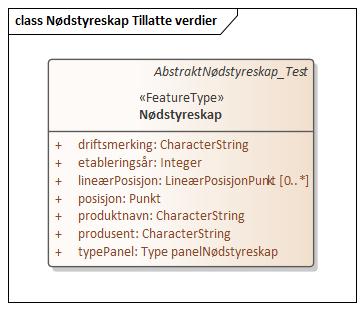 class Nødstyreskap Tillatte verdier
AbstraktNødstyreskap_Test
«FeatureType»
Nødstyreskap
+ driftsmerking: CharacterString
+ etableringsår: Integer
+ lineærPosisjon: LineærPosisjonPunkt [0..*]
+ posisjon: Punkt
+ produktnavn: CharacterString
+ produsent: CharacterString
+ typePanel: Type panelNødstyreskap